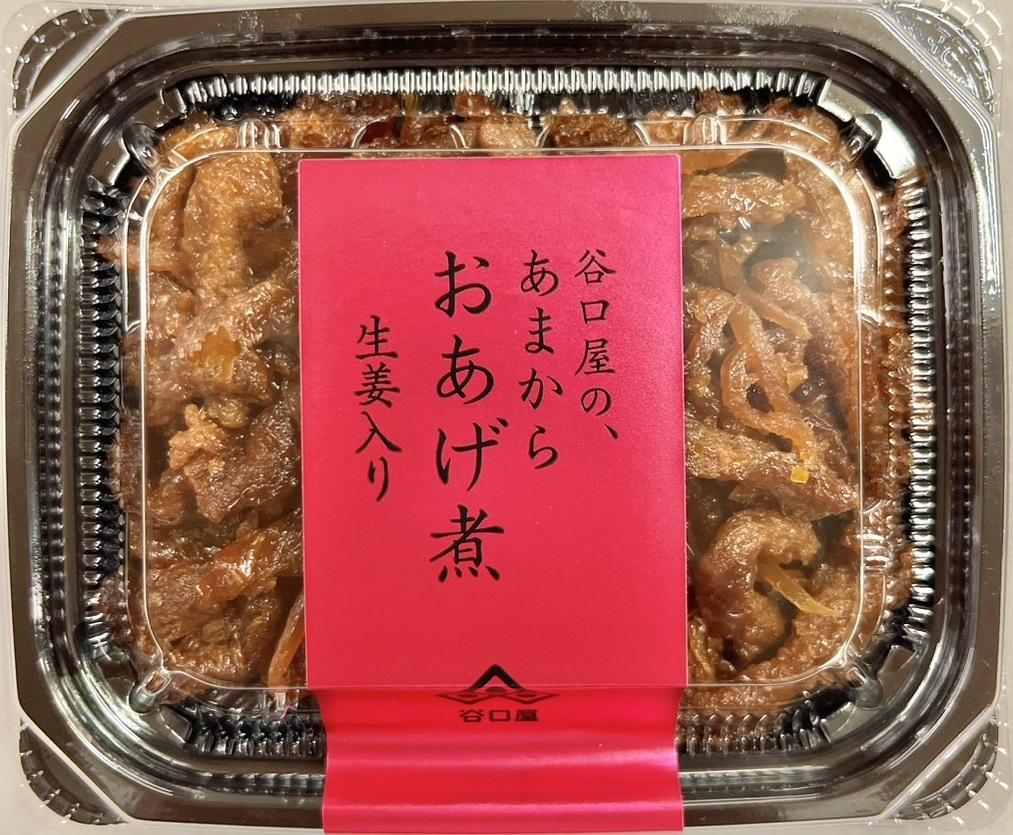 谷口屋の、
あまから
おあげ煮
生姜入り
谷口屋